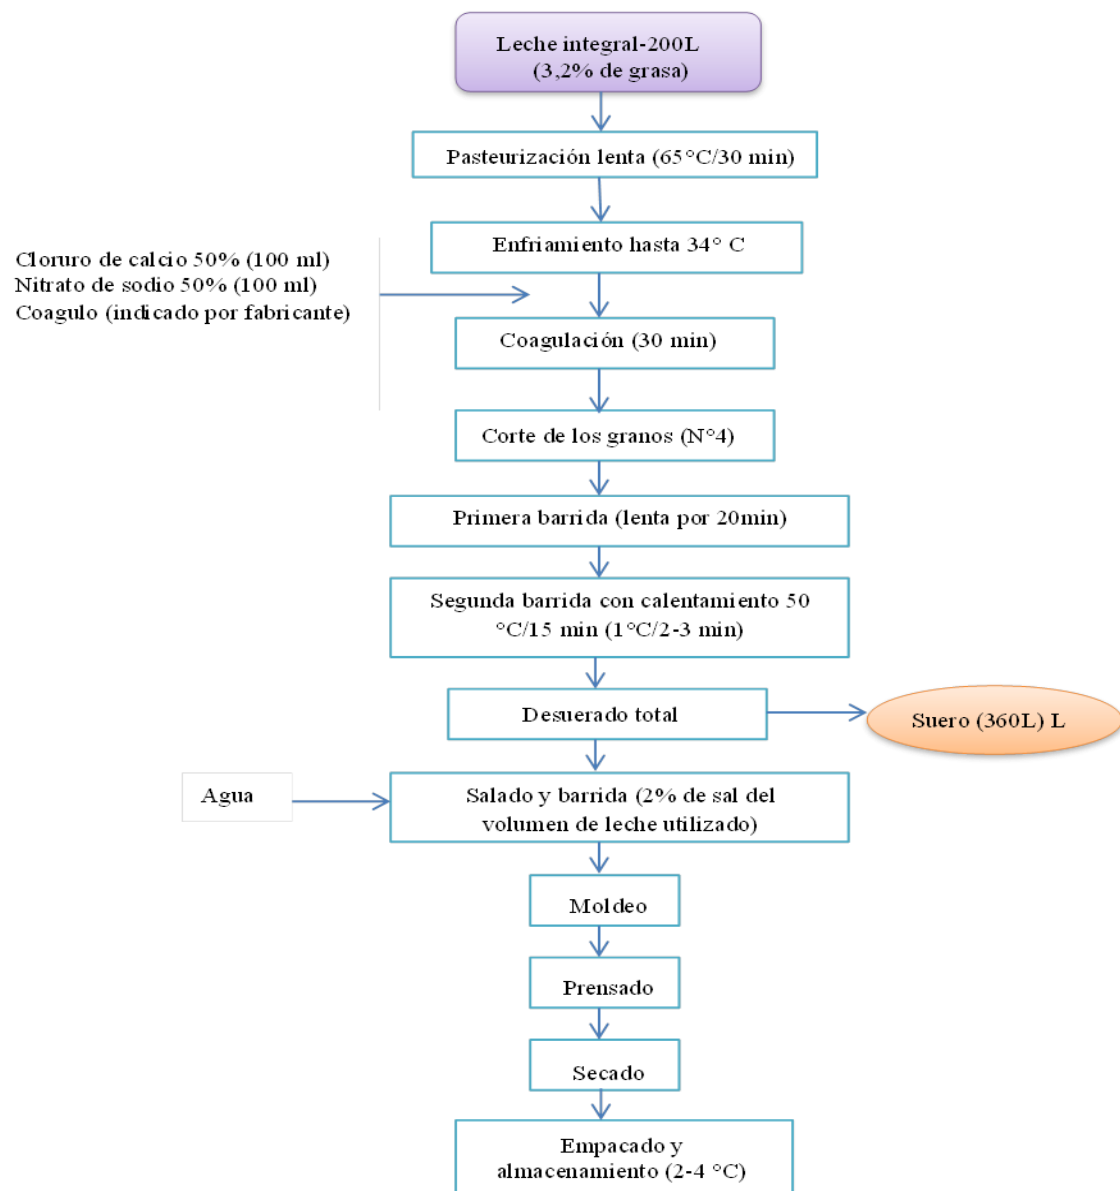 Leche integral-200L
(3,2% de grasa)
Pasteurización lenta (65°C/30 min)
Enfriamiento hasta 34° C
Cloruro de calcio 50% (100 ml)
Nitrato de sodio 50% (100 ml)
Coagulo (indicado por fabricante)
Coagulación (30 min)
Corte de los granos (N°4)
Primera barrida (lenta por 20min)
Segunda barrida con calentamiento 50
°C/15 min (1°C/2-3 min)
Desuerado total
Suero (360L) L
Agua
Salado y barrida (2% de sal del
volumen de leche utilizado)
Moldeo
Prensado
Secado
Empacado y
almacenamiento (2-4 °C)